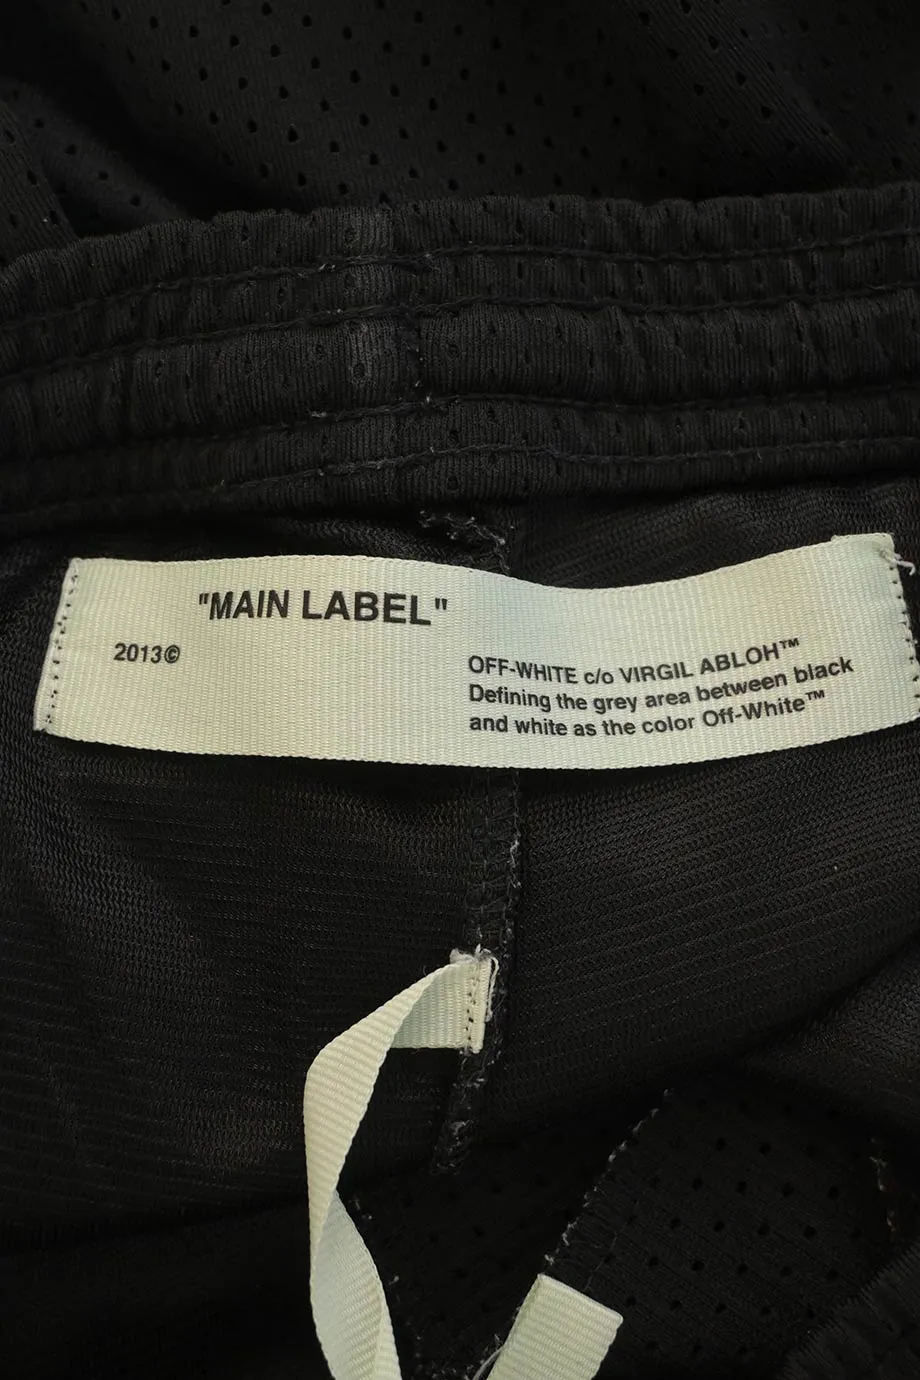 "MAIN LABEL"
2013©
OFF-WHITE c/o VIRGIL ABLOH™
Defining the grey area between black
and white as the color Off-White™